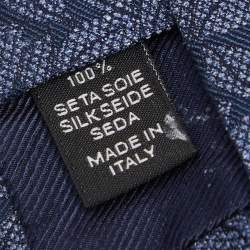 100%
SETA SOIE
SILK SEIDE
SEDA
MADE IN
ITALY